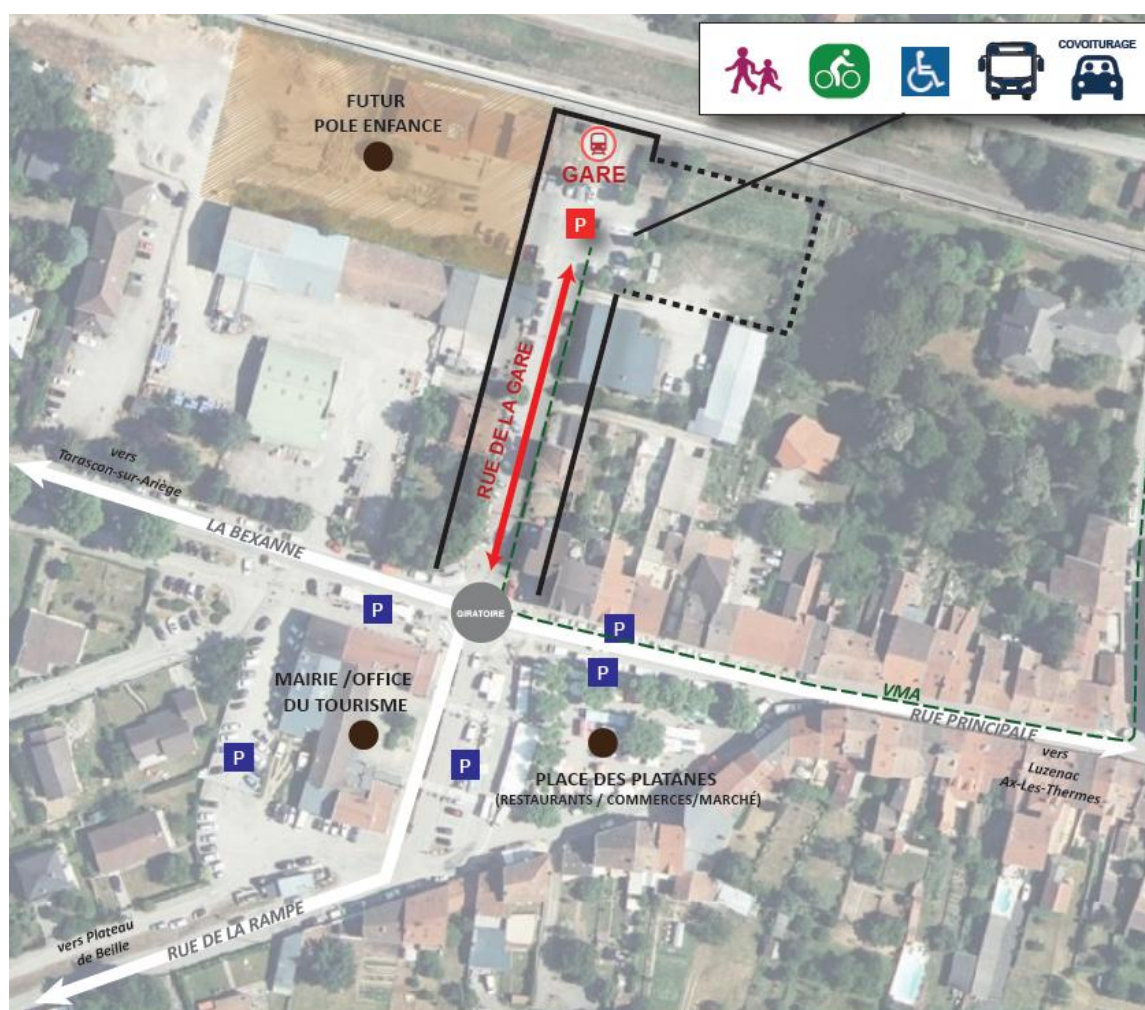 COVOITURAGE
FUTUR
POLE ENFANCE
GARE
P
RUE DE LA GARE
vers
Tarascon-sur-Ariège
LA BEXANNE
GIRATOIRE
P
P
P
MAIRIE /OFFICE
DU TOURISME
P
P
VMA
RUE PRINCIPALE
PLACE DES PLATANES
(RESTAURANTS / COMMERCES/MARCHÉ)
vers
Luzenac
Ax-Les-Thermes
vers Plateau
de Beille
RUE DE LA RAMPE